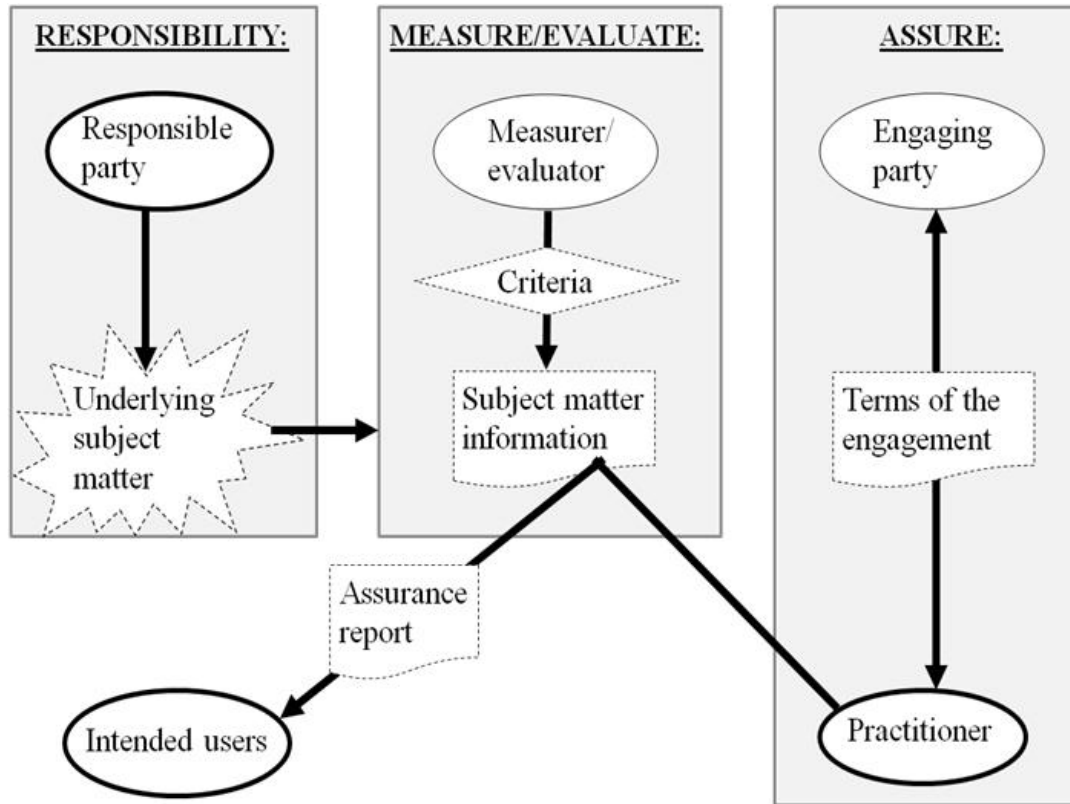 RESPONSIBILITY:
MEASURE/EVALUATE:
ASSURE:
Responsible
party
Measurer/
evaluator
Engaging
party
Criteria
Underlying
subject
matter
Subject matter
information
Terms of the
engagement
Assurance
report
Intended users
Practitioner